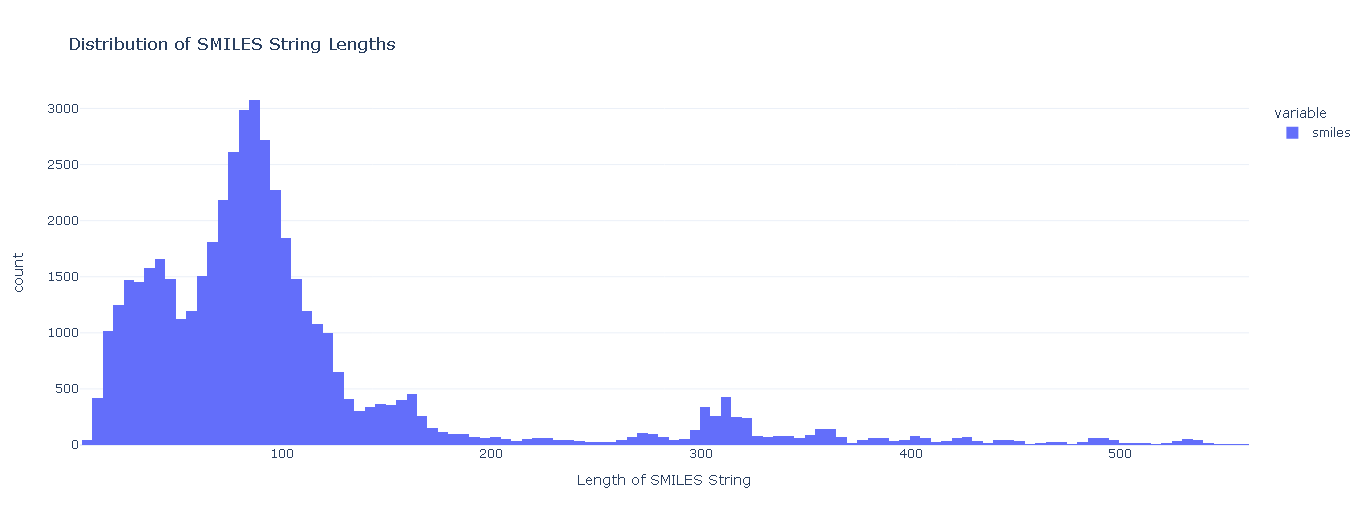 Distribution of SMILES String Lengths
3000
2500
2000
1500
1000
500
0
count
100
200
300
400
500
Length of SMILES String
variable
smiles